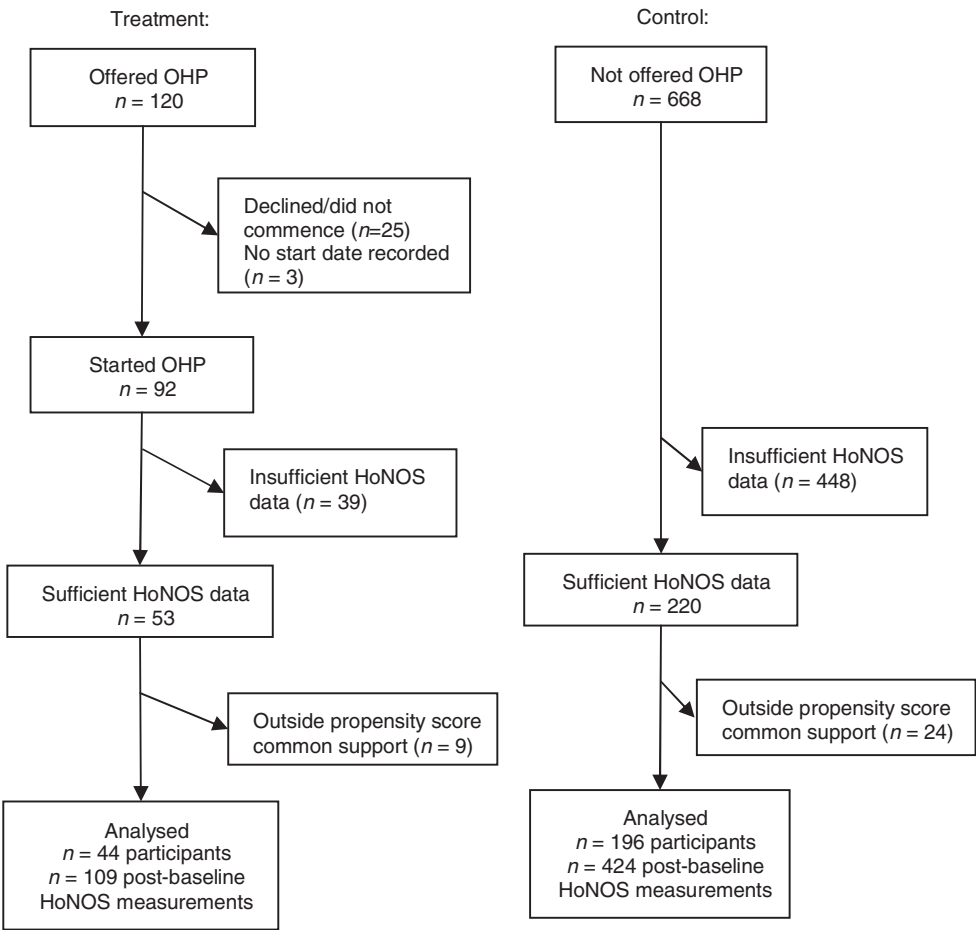 Treatment:
Offered OHP
n = 120
Declined/did not
commence (n=25)
No start date recorded
(n = 3)
Started OHP
n = 92
Insufficient HoNOS
data (n = 39)
Sufficient HoNOS data
n = 53
Outside propensity score
common support (n = 9)
Analysed
n = 44 participants
n = 109 post-baseline
HoNOS measurements
Control:
Not offered OHP
n = 668
Insufficient HoNOS
data (n = 448)
Sufficient HoNOS data
n = 220
Outside propensity score
common support (n = 24)
Analysed
n = 196 participants
n = 424 post-baseline
HoNOS measurements